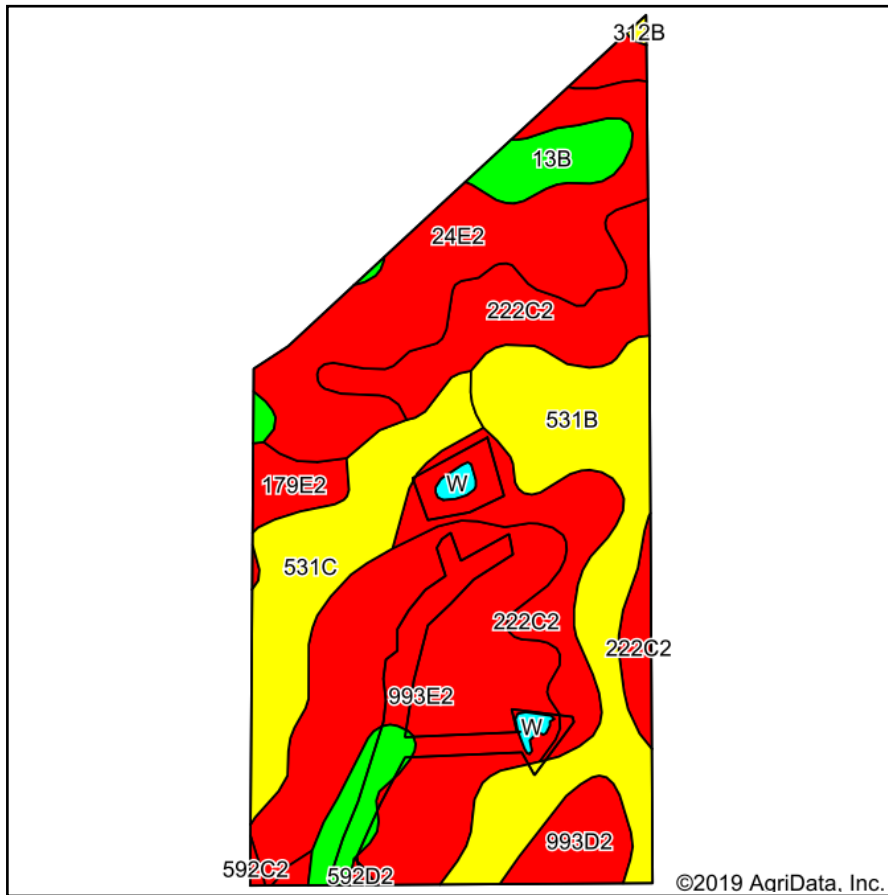 312B
13B
24E2
222C2
531B
W
179E2
531C
222C2
222C2
993E2
W
993D2
592C2
592D2
©2019 AgriData, Inc.